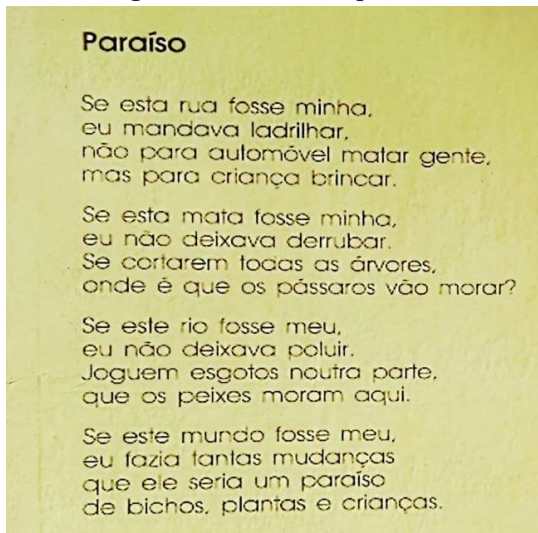 Paraíso
Se esta rua fosse minha,
eu mandava ladrilhar,
não para automóvel matar gente,
mas para criança brincar.
Se esta mata fosse minha,
eu não deixava derrubar.
Se cortarem todas as árvores,
onde é que os pássaros vão morar?
Se este rio fosse meu,
eu não deixava poluir.
Joguem esgotos noutra parte,
que os peixes moram aqui.
Se este mundo fosse meu,
eu fazia tantas mudanças
que ele seria um paraíso
de bichos, plantas e crianças.